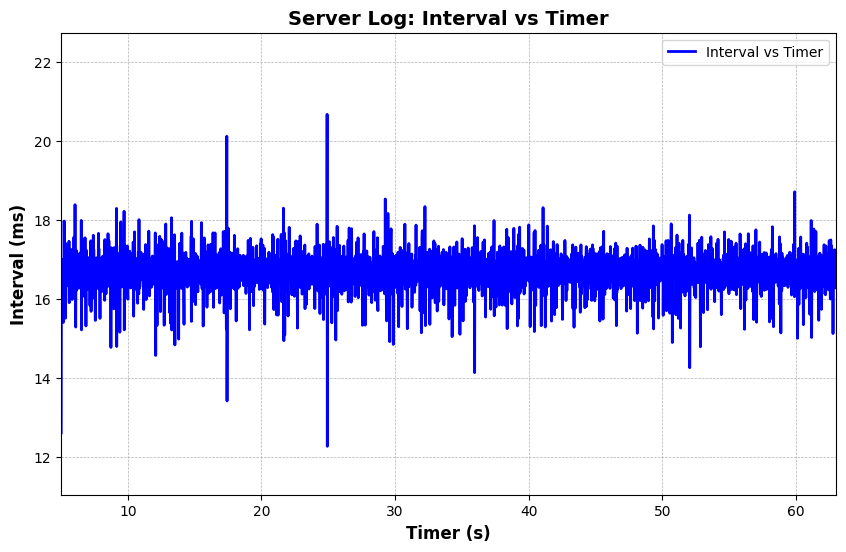 Server Log: Interval vs Timer
Interval vs Timer
Interval (ms)
22
20
18
16
14
12
10 20 30 40 50 60
Timer (s)